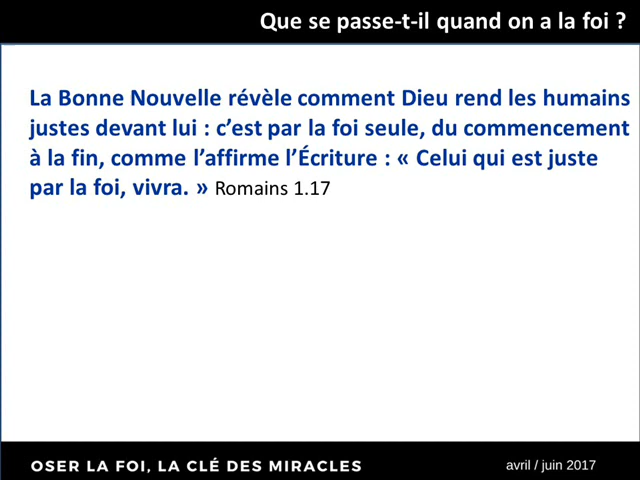 Que se passe-t-il quand on a la foi ?
La Bonne Nouvelle révèle comment Dieu rend les humains
justes devant lui : c’est par la foi seule, du commencement
à la fin, comme l’affirme l’Écriture : « Celui qui est juste
par la foi, vivra. » Romains 1.17
OSER LA FOI, LA CLÉ DES MIRACLES
avril / juin 2017